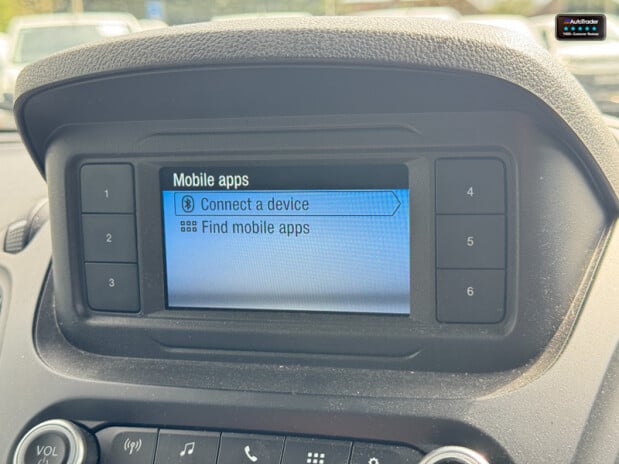 AutoTrader
Mobile apps
Connect a device
Find mobile apps
1
2
3
4
5
6
VOL